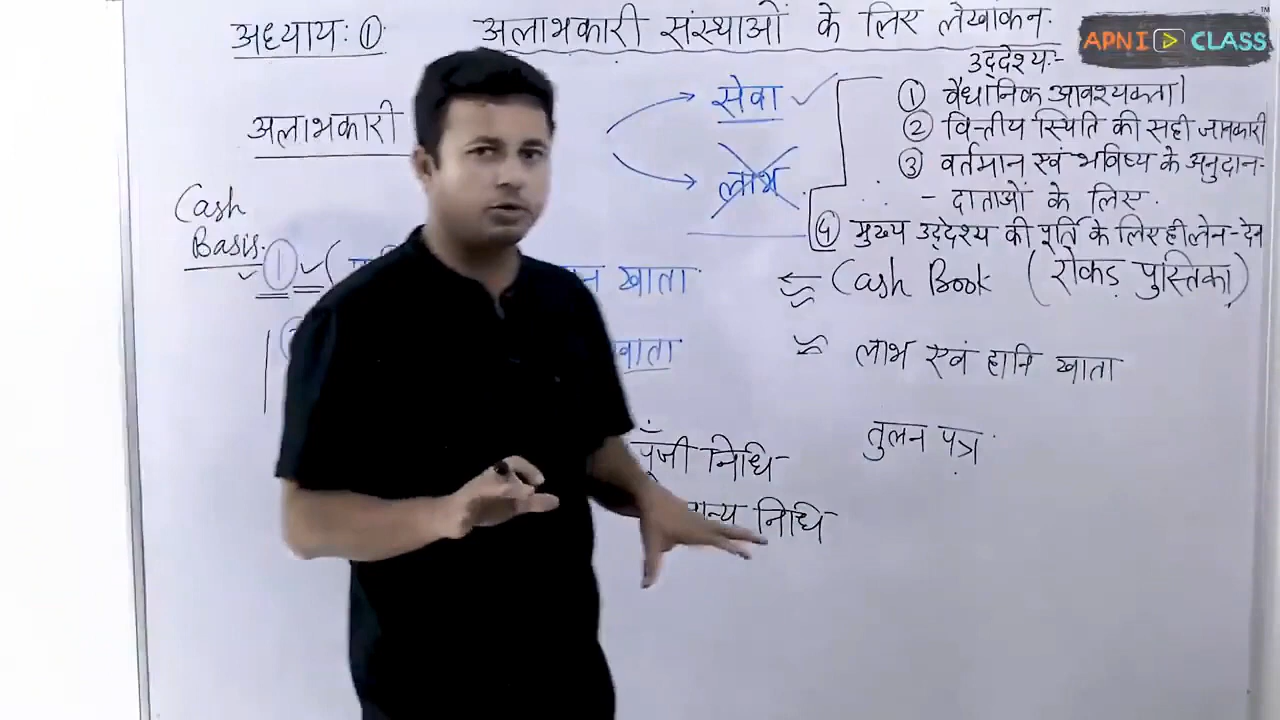 अध्यायः ① अलाभकारी संस्थाओं के लिए लेखांकन:
APNI CLASS
उद्देश्यः-
अलाभकारी
सेवा
लाभ
① वैधानिक आवश्यकता।
② वित्तीय स्थिति की सही जानकारी
③ वर्तमान एवं भविष्य के अनुदान-
- दाताओं के लिए.
④ मुख्य उद्देश्य की पूर्ति के लिए ही लेन-देन
Cash
Basis.
① खाता
Cash Book (रोकड़ पुस्तिका)
खाता
लाभ एवं हानि खाता
तुलन पत्र
पूँजी निधि
निधि